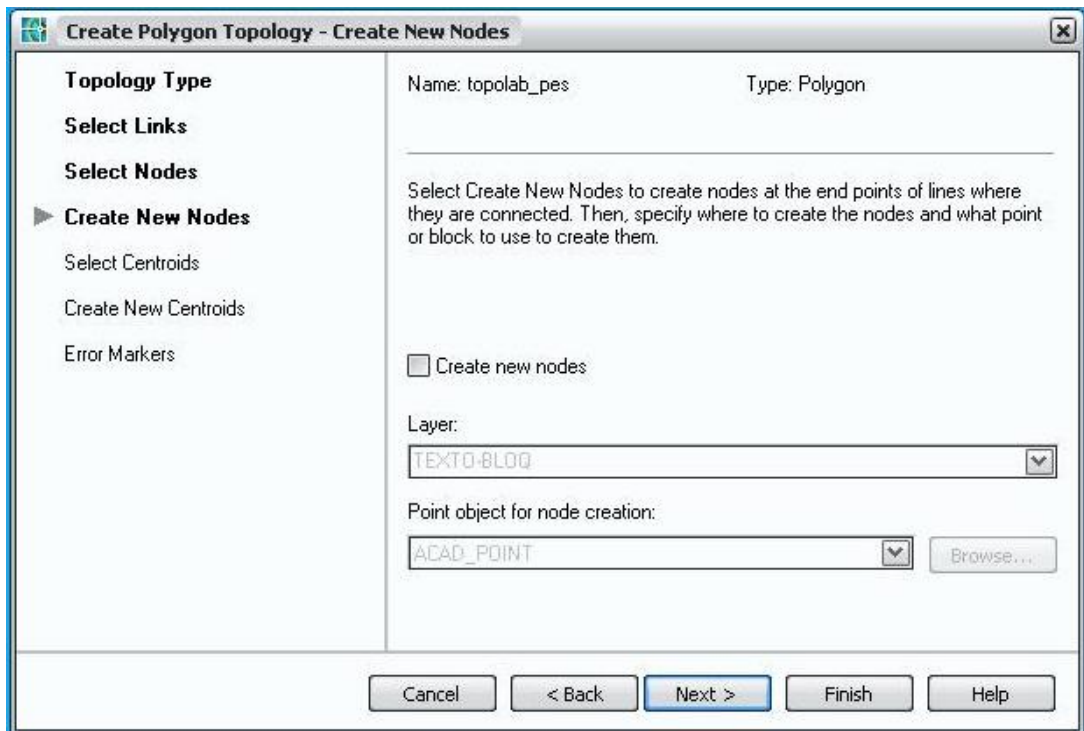 Create Polygon Topology - Create New Nodes
Topology Type
Select Links
Select Nodes
Create New Nodes
Select Centroids
Create New Centroids
Error Markers
Name: topolab_pes
Type: Polygon
Select Create New Nodes to create nodes at the end points of lines where
they are connected. Then, specify where to create the nodes and what point
or block to use to create them.
Create new nodes
Layer:
TEXTO-BLOQ
Point object for node creation:
ACAD_POINT
Browse...
Cancel
< Back
Next >
Finish
Help